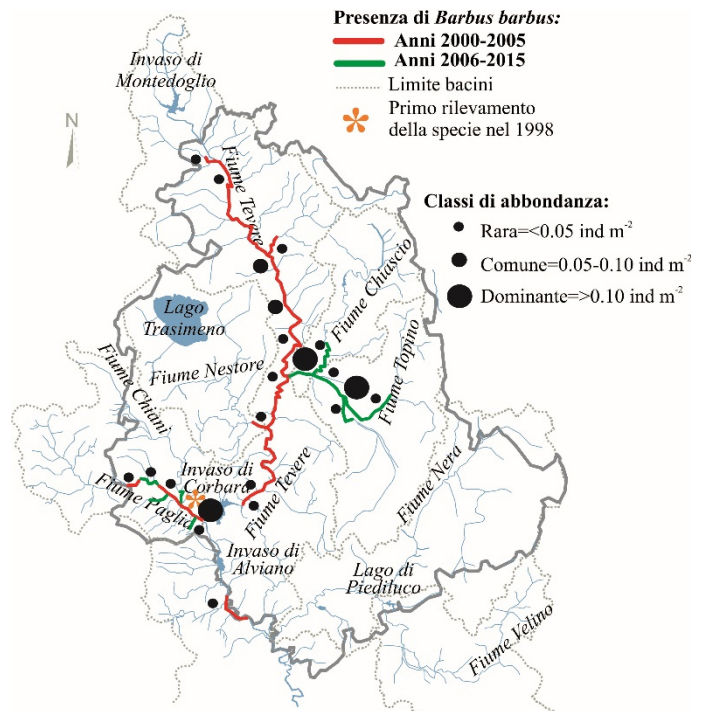 Presenza di Barbus barbus:
Anni 2000-2005
Anni 2006-2015
Limite bacini
Primo rilevamento
della specie nel 1998
Invaso di
Montedoglio
N
Fiume Tevere
Classi di abbondanza:
Rara=<0.05 ind m-2
Comune=0.05-0.10 ind m-2
Dominante=>0.10 ind m-2
Fiume Chiascio
Lago
Trasimeno
Fiume Nestore
Fiume Topino
Fiume Chiani
Invaso di
Corbara
Fiume Paglia
Fiume Tevere
Fiume Nera
Invaso di
Alviano
Lago di
Piediluco
Fiume Velino